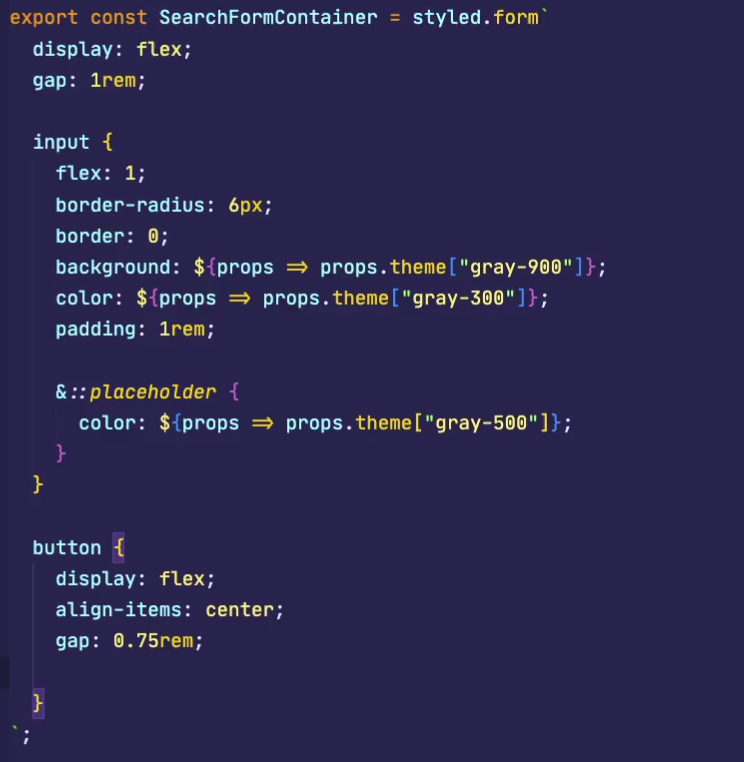 export const SearchFormContainer = styled.form`
  display: flex;
  gap: 1rem;

  input {
    flex: 1;
    border-radius: 6px;
    border: 0;
    background: ${props => props.theme["gray-900"]};
    color: ${props => props.theme["gray-300"]};
    padding: 1rem;

    &::placeholder {
      color: ${props => props.theme["gray-500"]};
    }
  }

  button {
    display: flex;
    align-items: center;
    gap: 0.75rem;

  }
`;